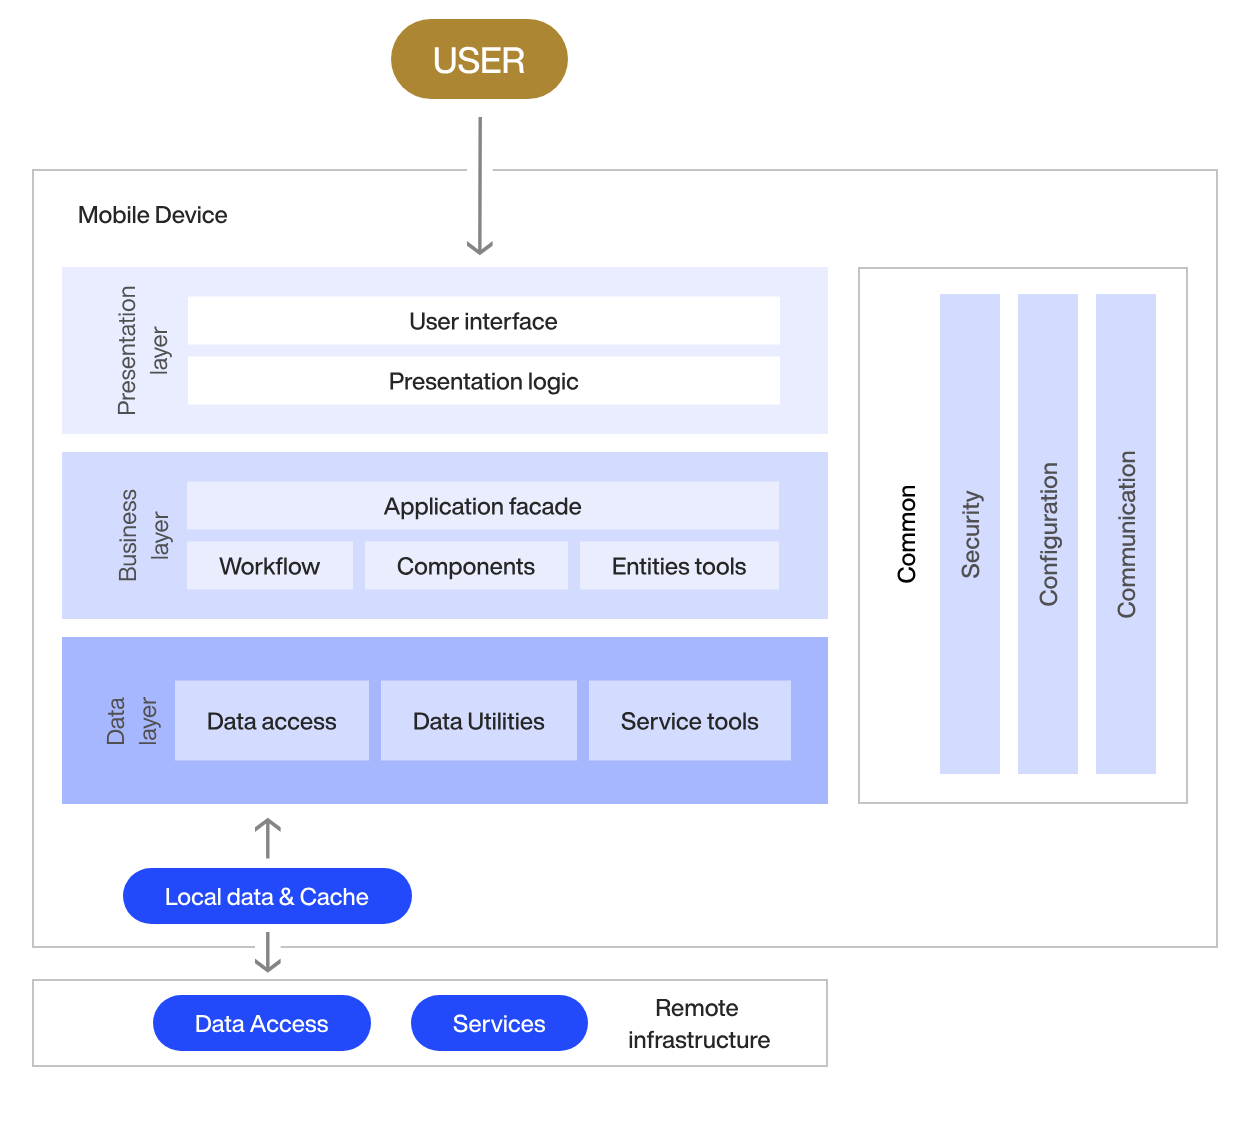 USER
Mobile Device
Presentation
layer
User interface
Presentation logic
Business
layer
Application facade
Workflow
Components
Entities tools
Data
layer
Data access
Data Utilities
Service tools
Common
Security
Configuration
Communication
Local data & Cache
Data Access
Services
Remote
infrastructure